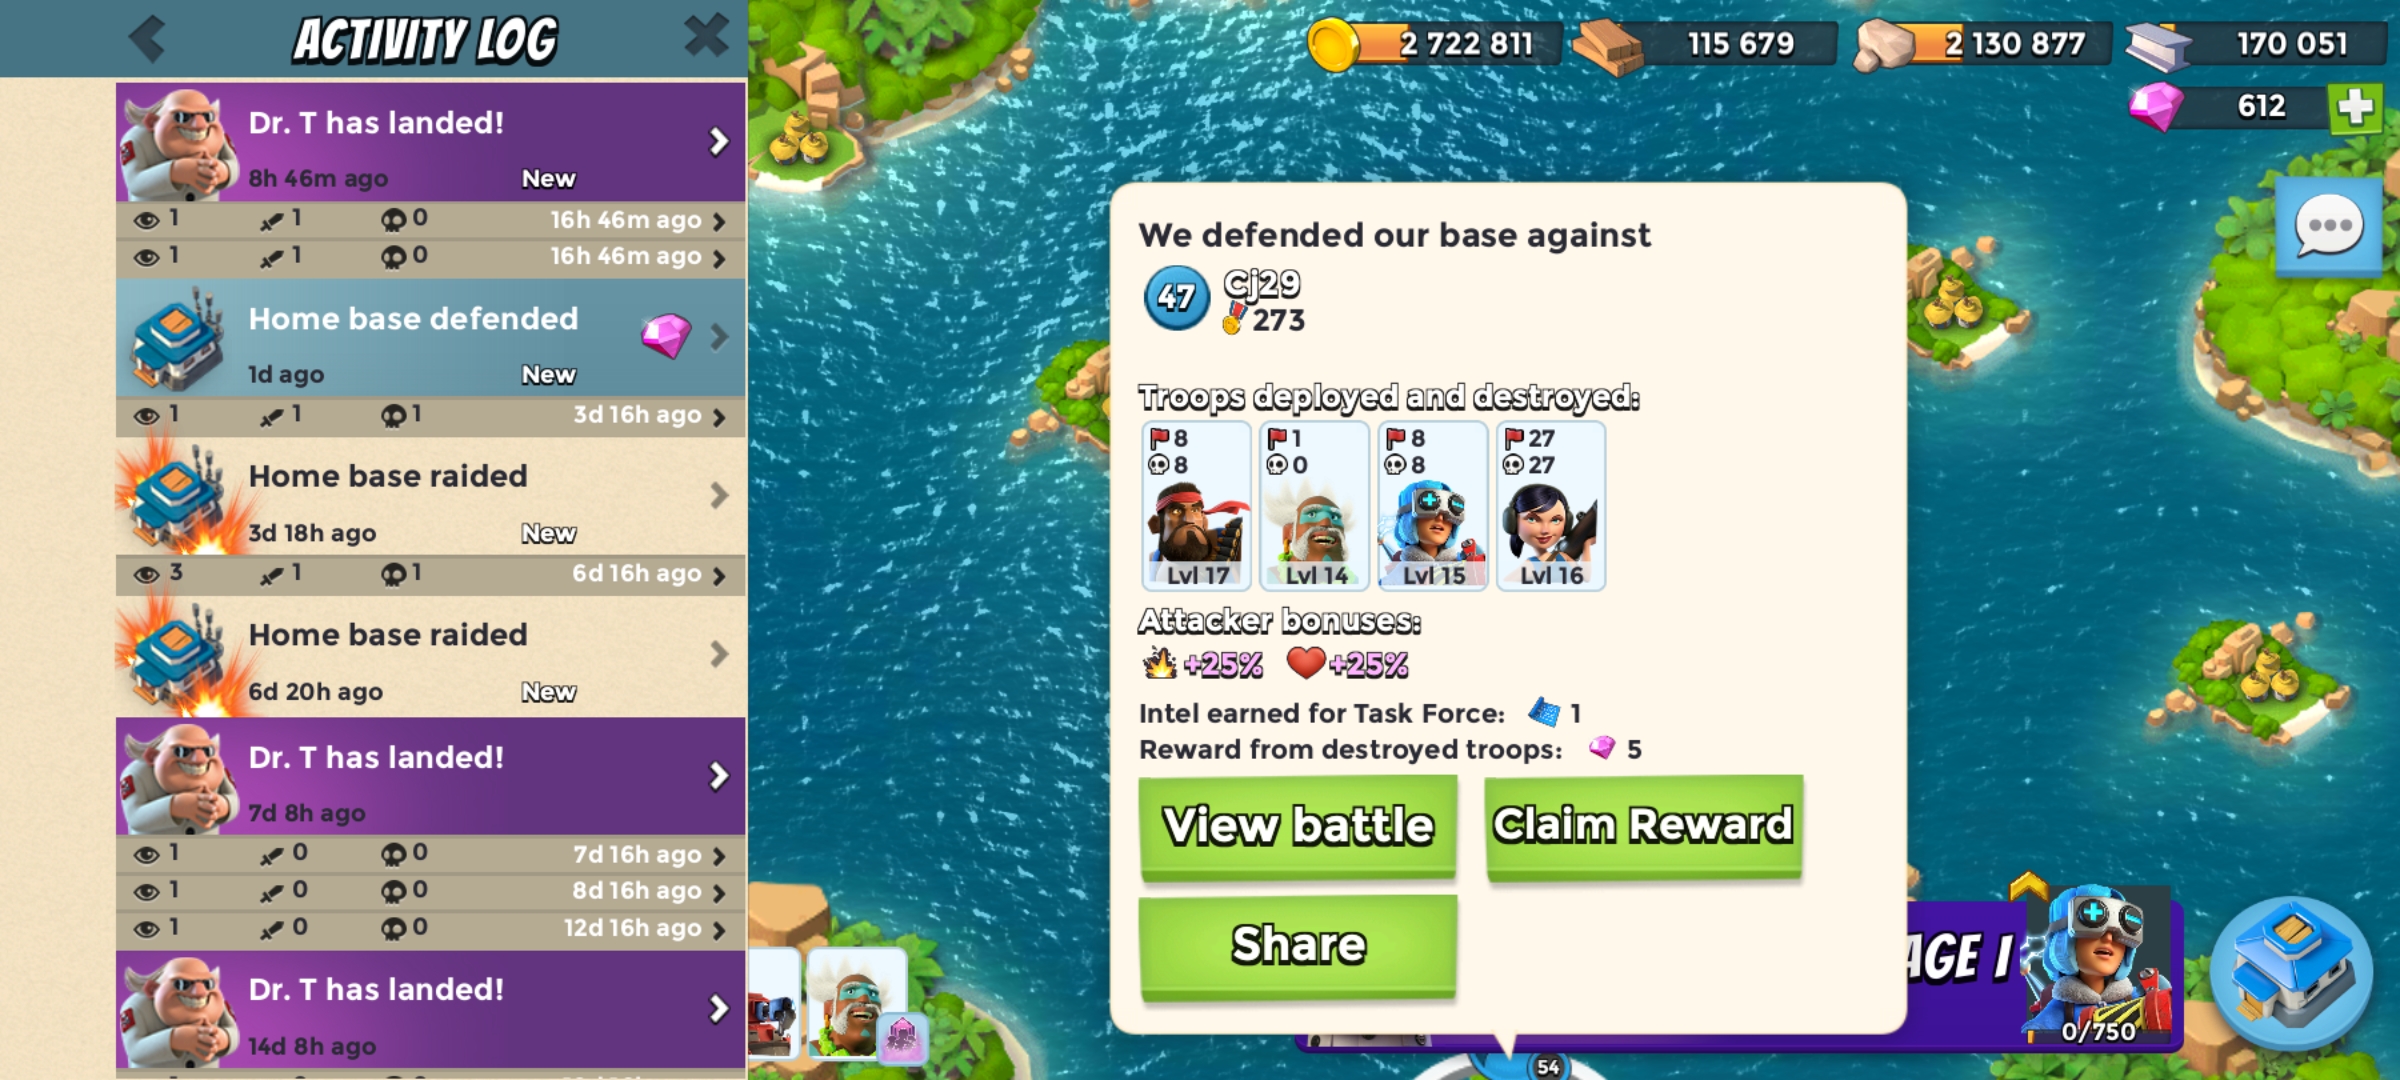 ACTIVITY LOG
Dr. T has landed!
8h 46m ago
New
1 1 0 16h 46m ago
1 1 0 16h 46m ago
Home base defended
1d ago
New
1 1 1 3d 16h ago
Home base raided
3d 18h ago
New
3 1 1 6d 16h ago
Home base raided
6d 20h ago
New
Dr. T has landed!
7d 8h ago
1 0 0 7d 16h ago
1 0 0 8d 16h ago
1 0 0 12d 16h ago
Dr. T has landed!
14d 8h ago
2 722 811
115 679
2 130 877
170 051
612
We defended our base against
47
Cj29
273
Troops deployed and destroyed:
8 1 8 27
8 0 8 27
Lvl 17 Lvl 14 Lvl 15 Lvl 16
Attacker bonuses:
+25% +25%
Intel earned for Task Force: 1
Reward from destroyed troops: 5
View battle
Claim Reward
Share
AGE I
0/750
54